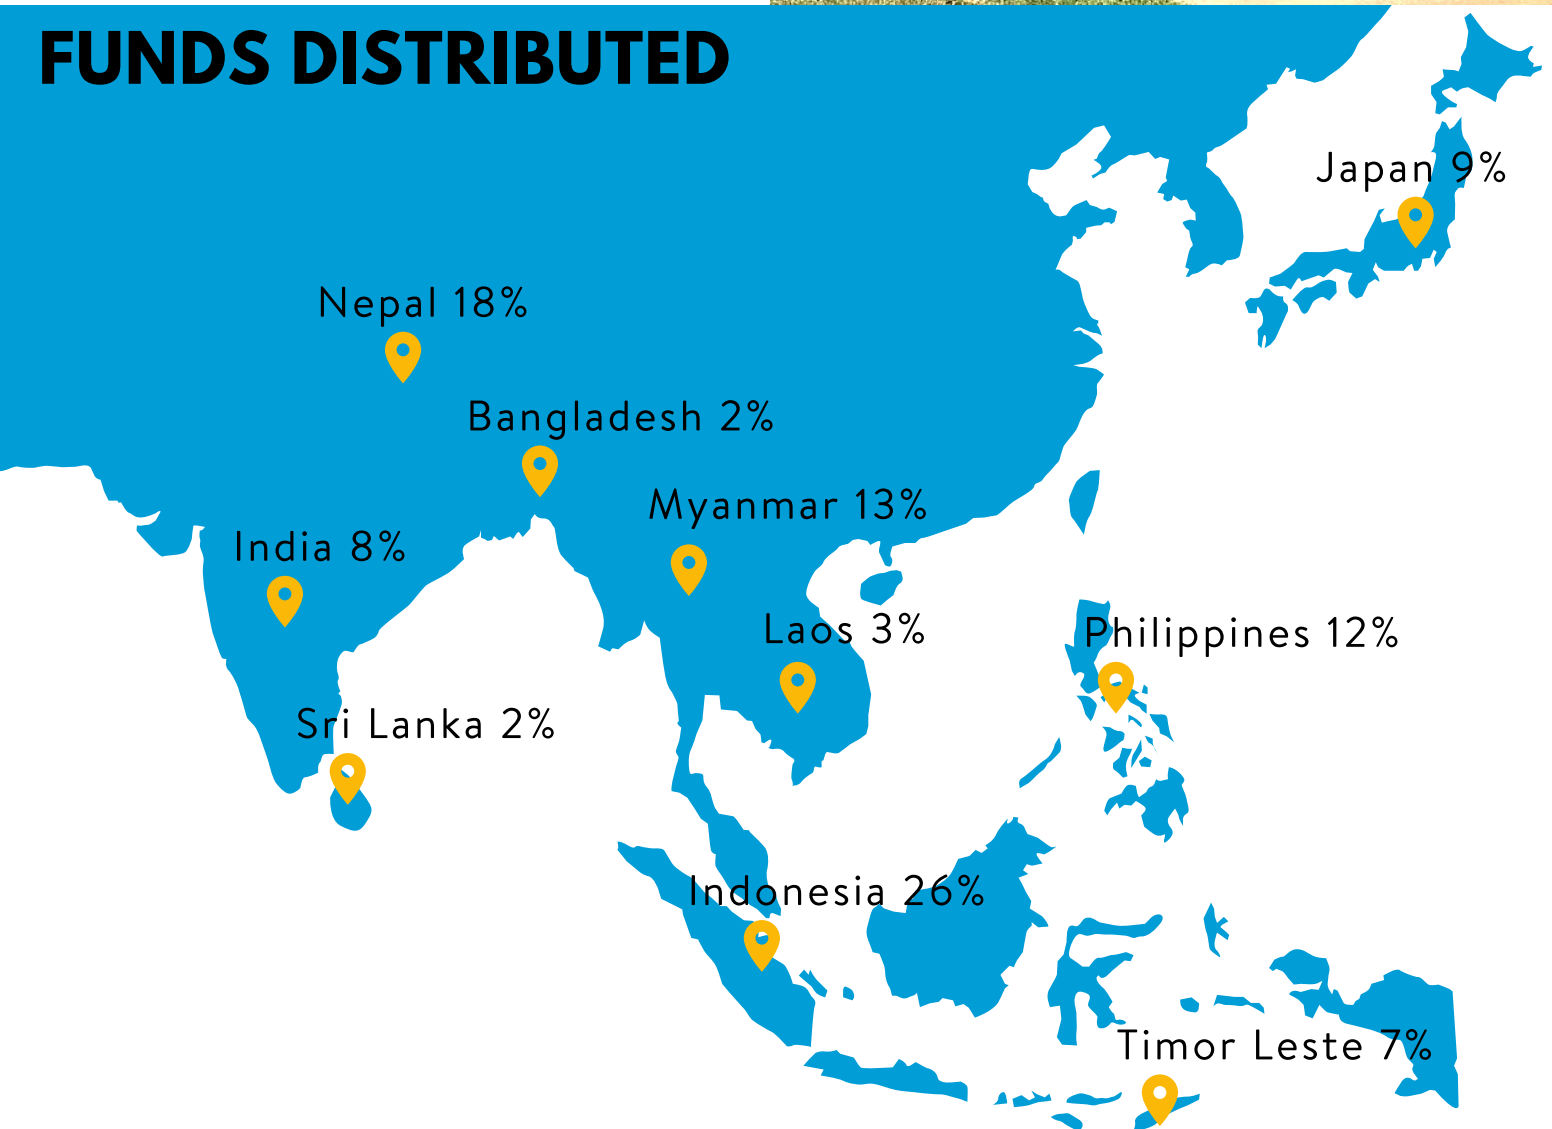 FUNDS DISTRIBUTED
Japan 9%
Nepal 18%
Bangladesh 2%
Myanmar 13%
India 8%
Laos 3%
Philippines 12%
Sri Lanka 2%
Indonesia 26%
Timor Leste 7%